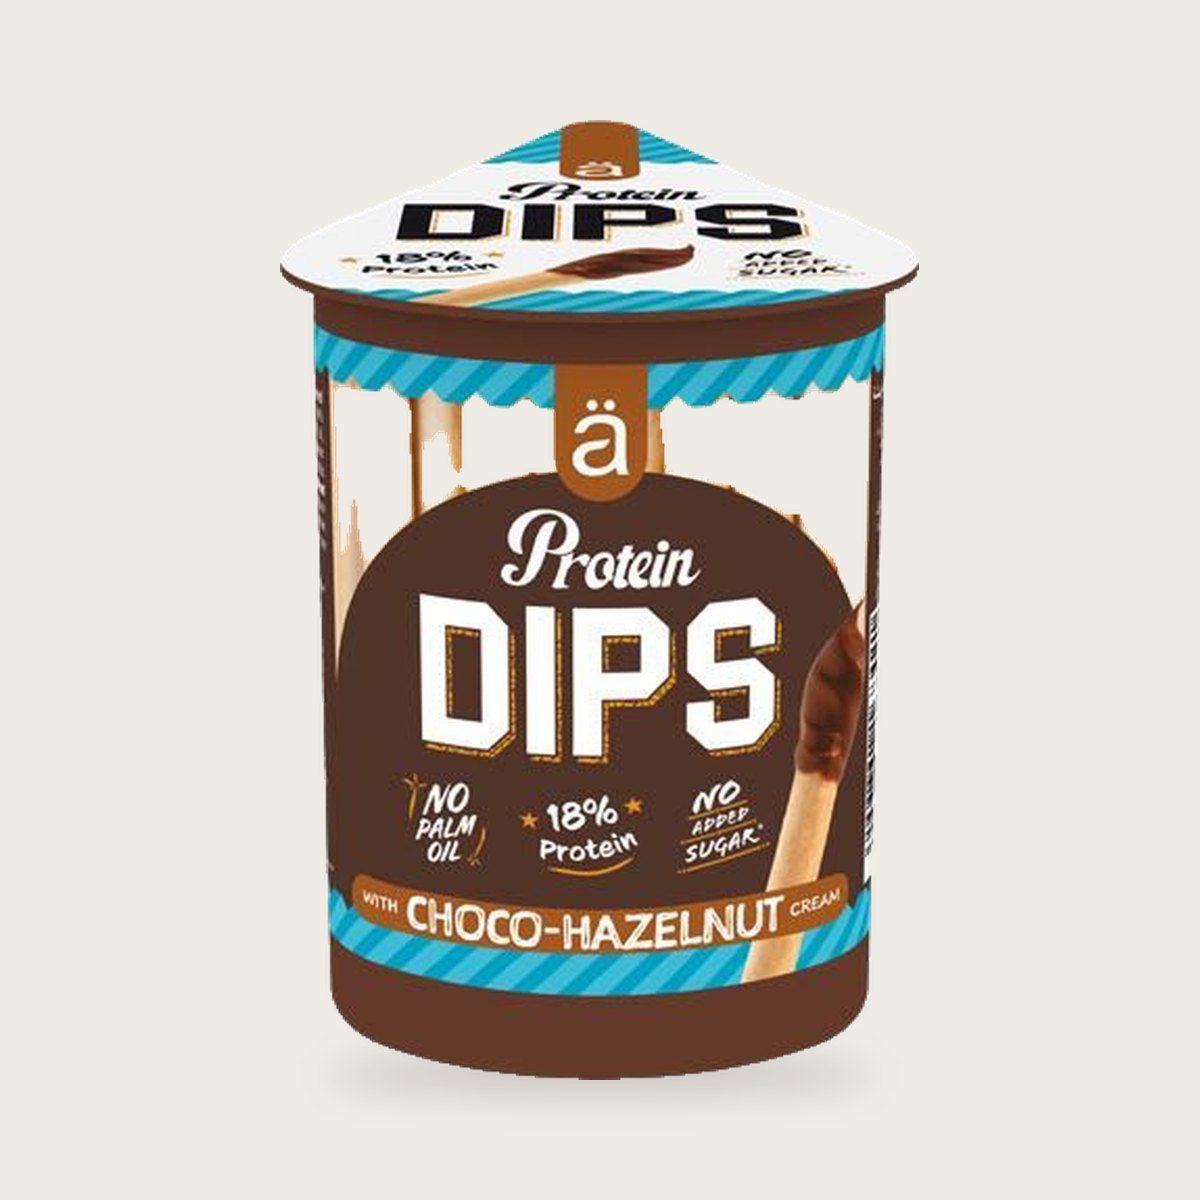 ä
Protein
DIPS
18%
Protein
NO
ADDED
SUGAR*
ä
Protein
DIPS
NO
PALM
OIL
18%
Protein
NO
ADDED
SUGAR*
WITH CHOCO-HAZELNUT CREAM